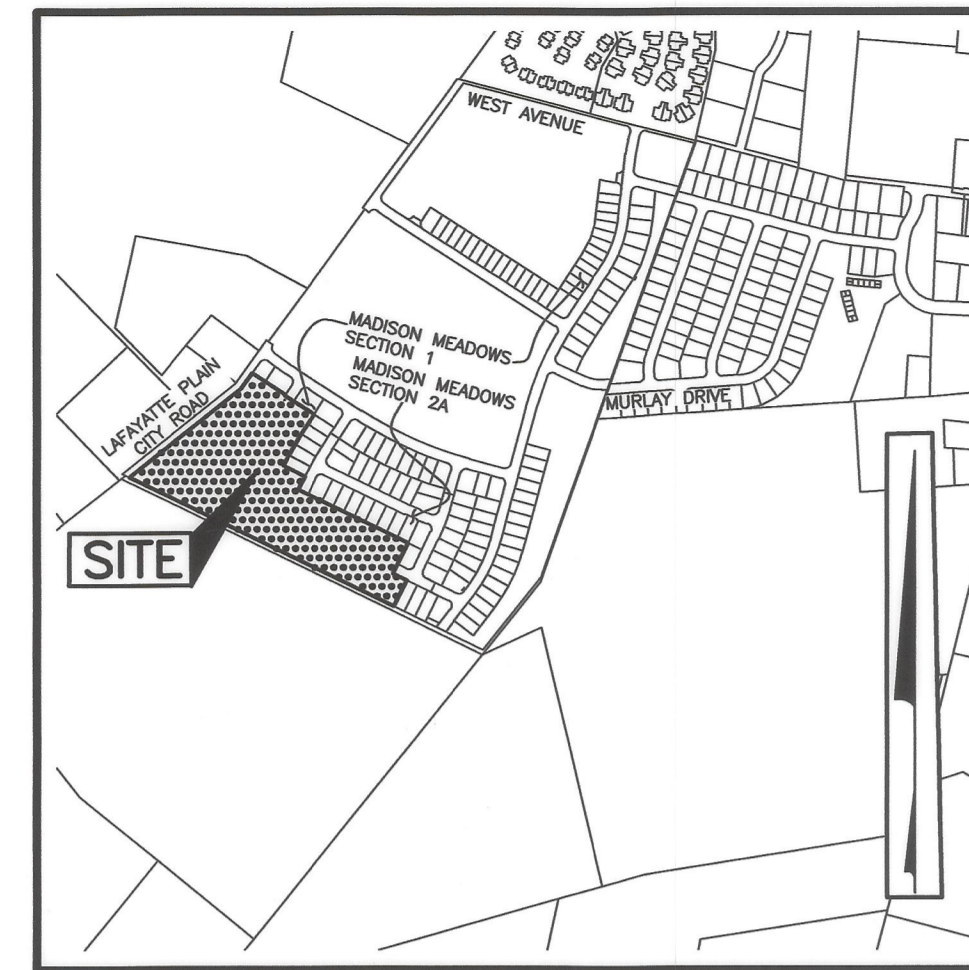 WEST AVENUE
MADISON MEADOWS
SECTION 1
MADISON MEADOWS
SECTION 2A
LAFAYATTE PLAIN
CITY ROAD
MURLAY DRIVE
SITE